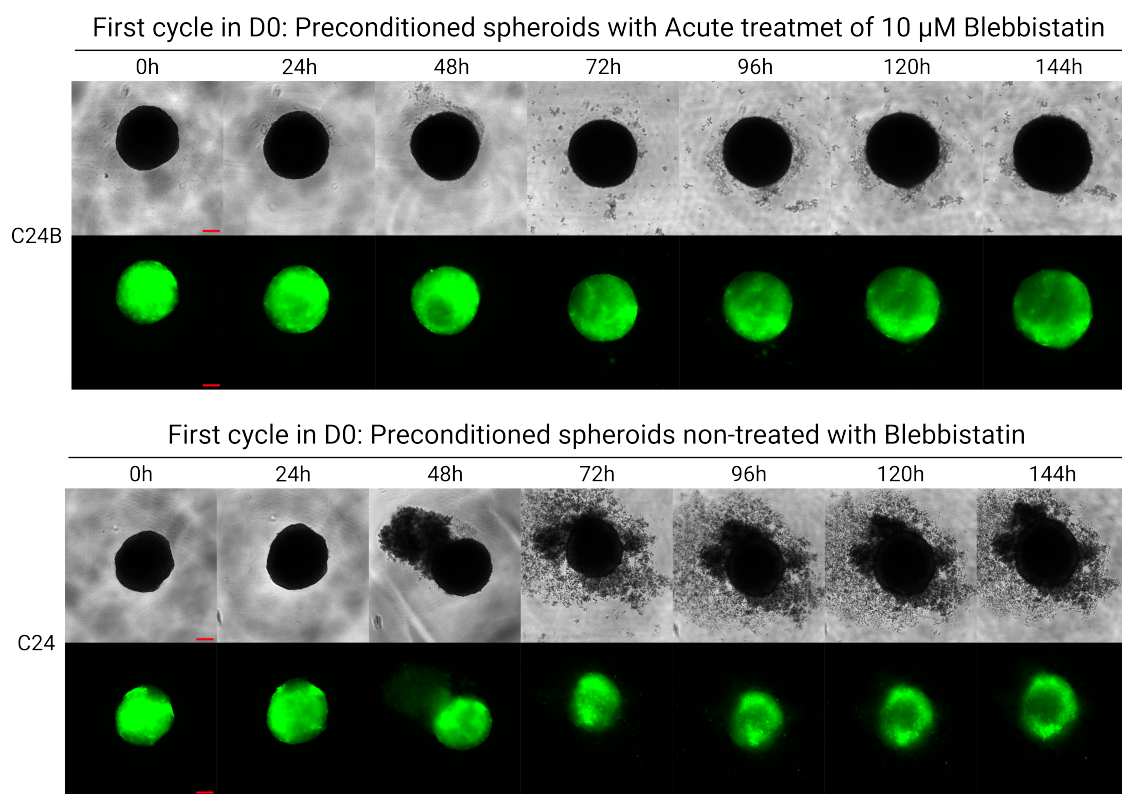 First cycle in D0: Preconditioned spheroids with Acute treatmet of 10 µM Blebbistatin
0h 24h 48h 72h 96h 120h 144h
C24B
First cycle in D0: Preconditioned spheroids non-treated with Blebbistatin
0h 24h 48h 72h 96h 120h 144h
C24